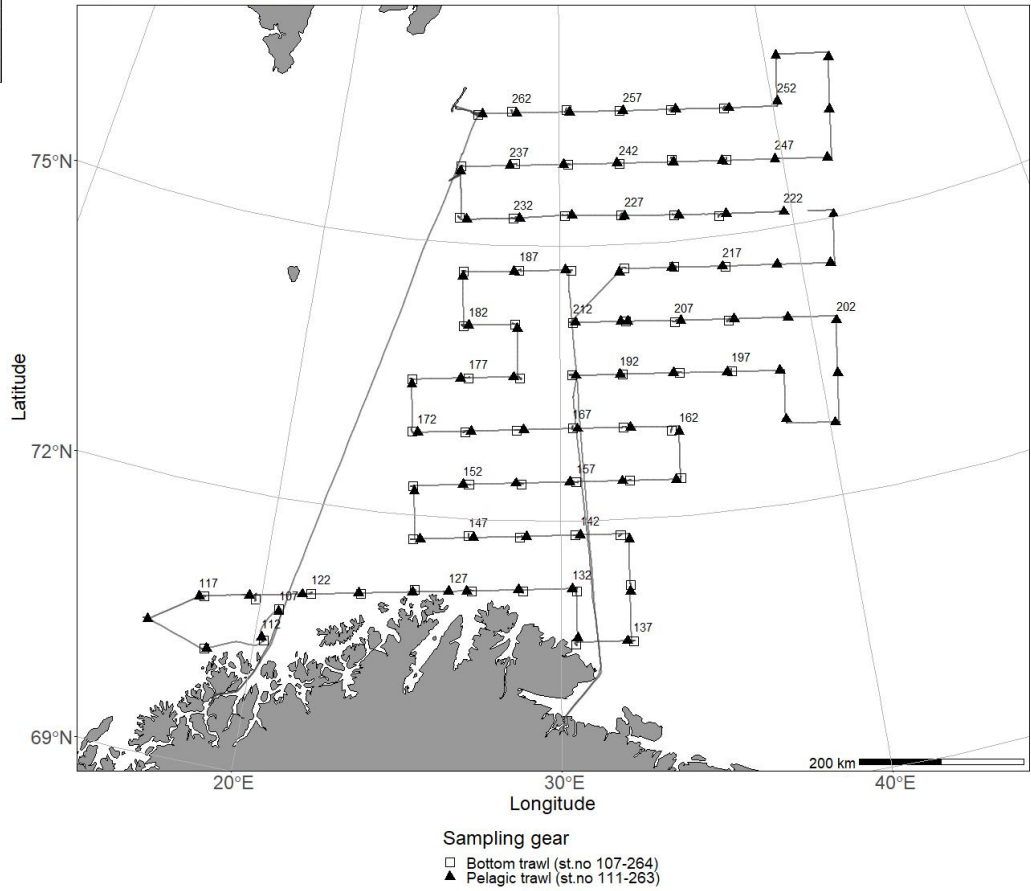 252
262
257
75°N
237
242
247
222
232
227
187
217
182
212
207
202
177
192
197
172
167
162
72°N
152
157
147
142
117
122
127
132
107
112
137
69°N
200 km
20°E
30°E
40°E
Latitude
Longitude
Sampling gear
Bottom trawl (st.no 107-264)
Pelagic trawl (st.no 111-263)